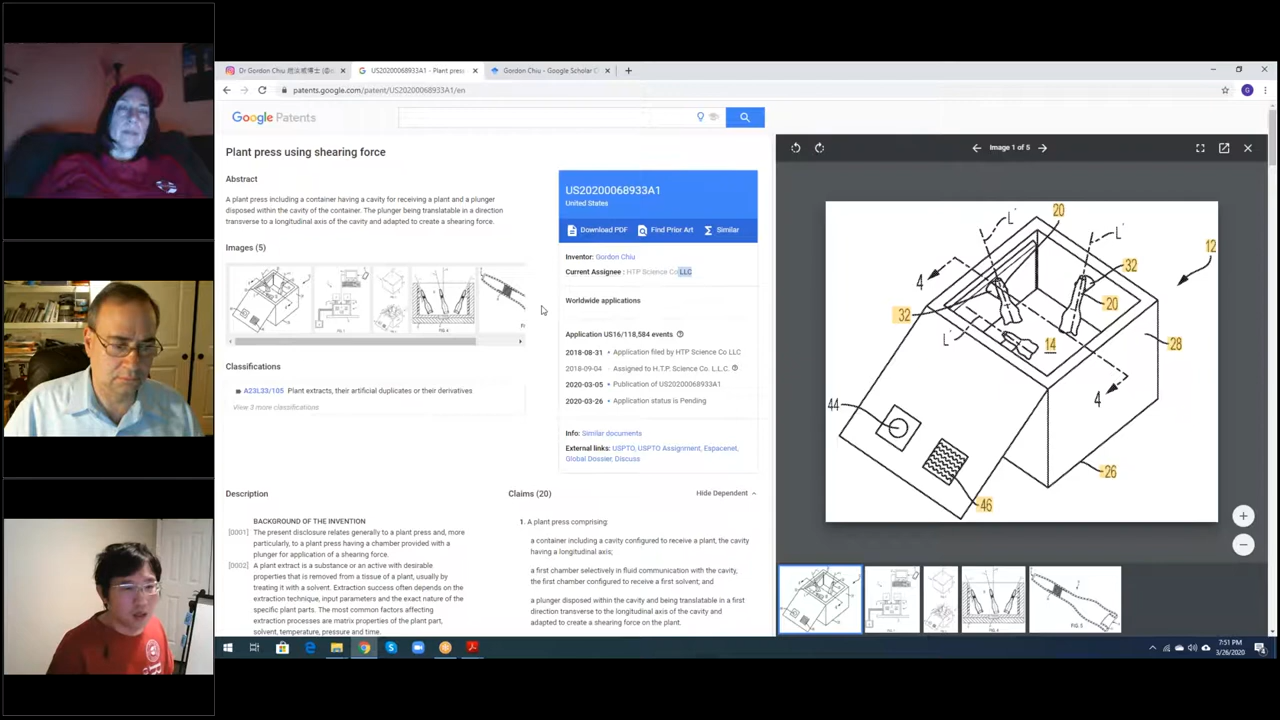 Dr Gordon Chiu 趙法威博士 (@d
US20200068933A1 - Plant press
Gordon Chiu - Google Scholar C
patents.google.com/patent/US20200068933A1/en
Google Patents
Plant press using shearing force
Abstract
A plant press including a container having a cavity for receiving a plant and a plunger
disposed within the cavity of the container. The plunger being translatable in a direction
transverse to a longitudinal axis of the cavity and adapted to create a shearing force.
Images (5)
Classifications
A23L33/105 Plant extracts, their artificial duplicates or their derivatives
View 3 more classifications
US20200068933A1
United States
Download PDF Find Prior Art Similar
Inventor: Gordon Chiu
Current Assignee : HTP Science Co LLC
Worldwide applications
Application US16/118,584 events
2018-08-31 • Application filed by HTP Science Co LLC
2018-09-04 • Assigned to H.T.P. Science Co. L.L.C.
2020-03-05 • Publication of US20200068933A1
2020-03-26 • Application status is Pending
Info: Similar documents
External links: USPTO, USPTO Assignment, Espacenet,
Global Dossier, Discuss
Description
BACKGROUND OF THE INVENTION
[0001] The present disclosure relates generally to a plant press and, more
particularly, to a plant press having a chamber provided with a
plunger for application of a shearing force.
[0002] A plant extract is a substance or an active with desirable
properties that is removed from a tissue of a plant, usually by
treating it with a solvent. Extraction success often depends on the
extraction technique, input parameters and the exact nature of the
specific plant parts. The most common factors affecting
extraction processes are matrix properties of the plant part,
solvent, temperature, pressure and time.
Claims (20)
Hide Dependent
1. A plant press comprising:
a container including a cavity configured to receive a plant, the cavity
having a longitudinal axis;
a first chamber selectively in fluid communication with the cavity,
the first chamber configured to receive a first solvent; and
a plunger disposed within the cavity and being translatable in a first
direction transverse to the longitudinal axis of the cavity and
adapted to create a shearing force on the plant.
Image 1 of 5
L'
20
L'
12
4
32
32
20
L'
14
28
44
4
26
46
FIG. 4
FIG. 5
7:51 PM
3/26/2020